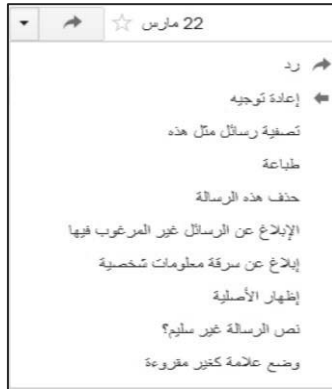 22 مارس
رد
إعادة توجيه
تصفية رسائل مثل هذه
طباعة
حذف هذه الرسالة
الإبلاغ عن الرسائل غير المرغوب فيها
إبلاغ عن سرقة معلومات شخصية
إظهار الأصلية
نص الرسالة غير سليم؟
وضع علامة كغير مقروءة